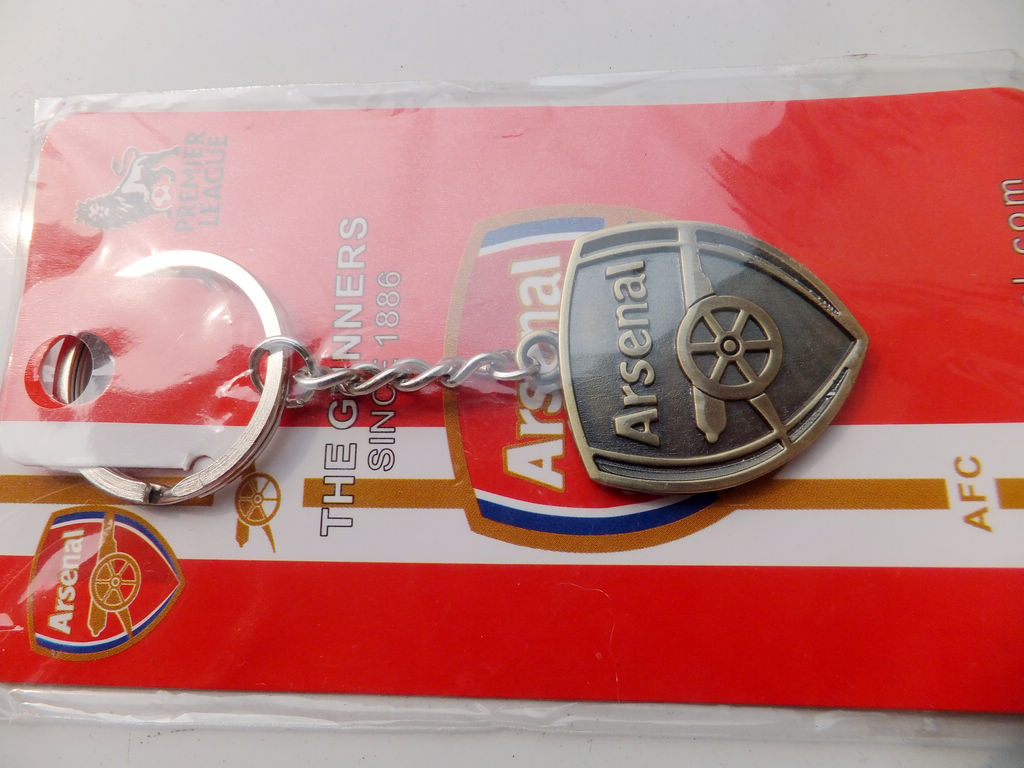 PREMIER
LEAGUE
THE GUNNERS
SINCE 1886
Arsenal
Arsenal
Arsenal
AFC
.com